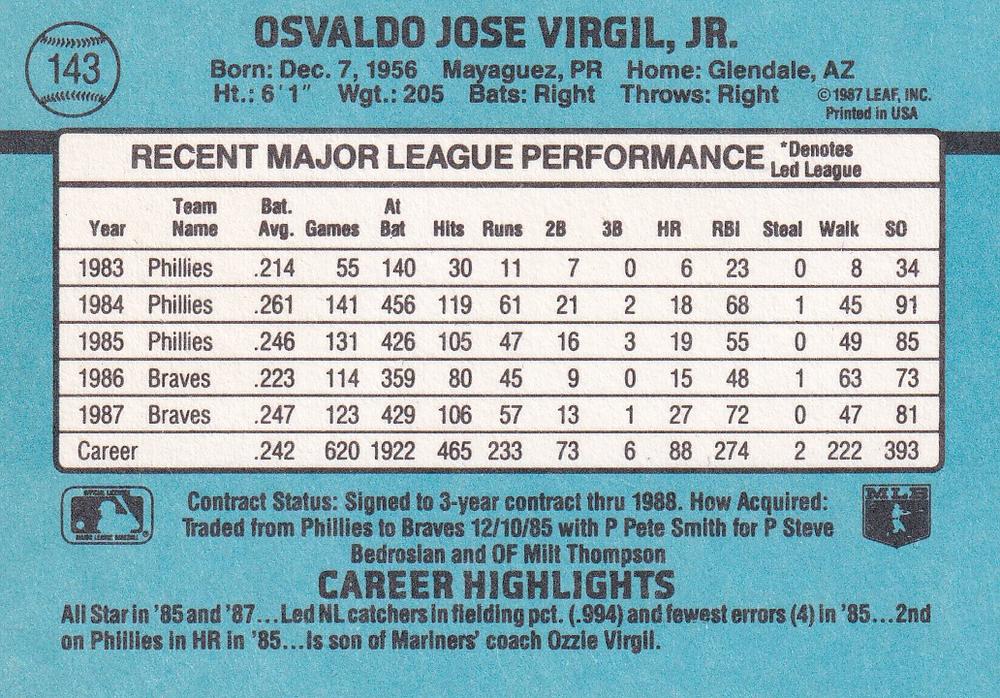 143
OSVALDO JOSE VIRGIL, JR.
Born: Dec. 7, 1956 Mayaguez, PR Home: Glendale, AZ
Ht.: 6'1" Wgt.: 205 Bats: Right Throws: Right
©1987 LEAF, INC.
Printed in USA
RECENT MAJOR LEAGUE PERFORMANCE *Denotes Led League
Year Team Name Bat. Avg. Games At Bat Hits Runs 2B 3B HR RBI Steal Walk SO
1983 Phillies .214 55 140 30 11 7 0 6 23 0 8 34
1984 Phillies .261 141 456 119 61 21 2 18 68 1 45 91
1985 Phillies .246 131 426 105 47 16 3 19 55 0 49 85
1986 Braves .223 114 359 80 45 9 0 15 48 1 63 73
1987 Braves .247 123 429 106 57 13 1 27 72 0 47 81
Career .242 620 1922 465 233 73 6 88 274 2 222 393
Contract Status: Signed to 3-year contract thru 1988. How Acquired:
Traded from Phillies to Braves 12/10/85 with P Pete Smith for P Steve
Bedrosian and OF Milt Thompson
OFFICIAL LICENSEE
MAJOR LEAGUE BASEBALL
MLB
CAREER HIGHLIGHTS
All Star in '85 and '87...Led NL catchers in fielding pct. (.994) and fewest errors (4) in '85...2nd
on Phillies in HR in '85...Is son of Mariners' coach Ozzie Virgil.